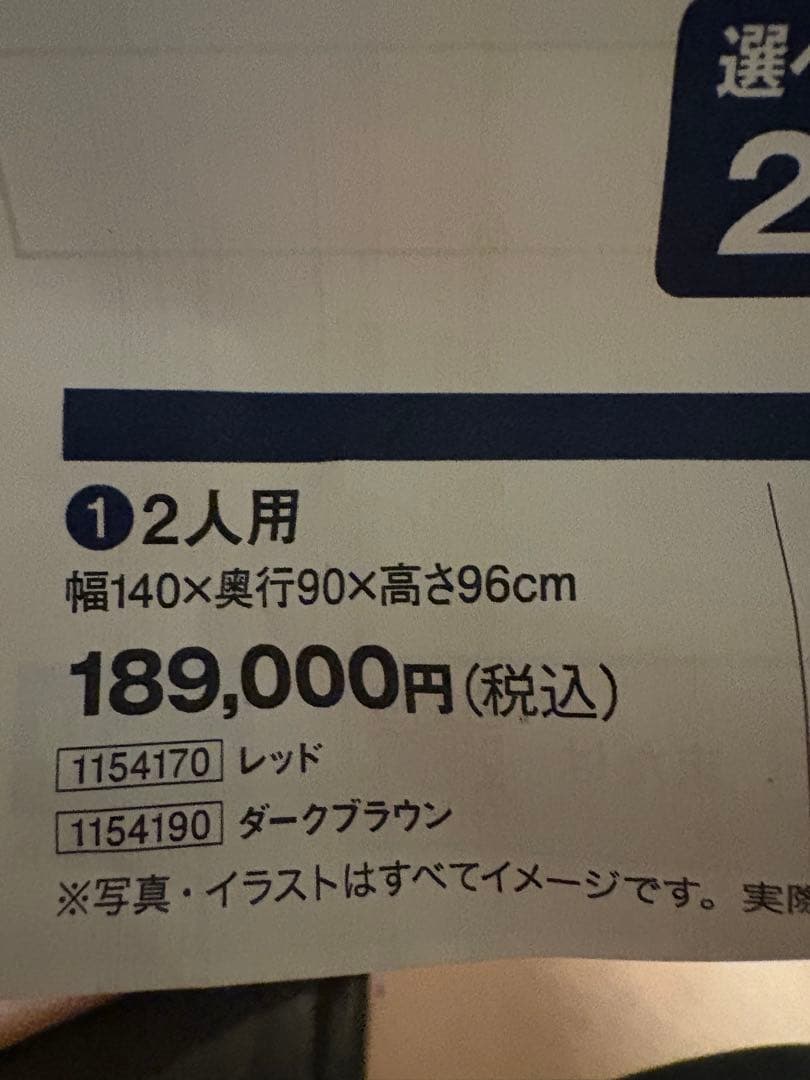 選べ
2
1 2人用
幅140×奥行90×高さ96cm
189,000円(税込)
1154170 レッド
1154190 ダークブラウン
※写真・イラストはすべてイメージです。実際